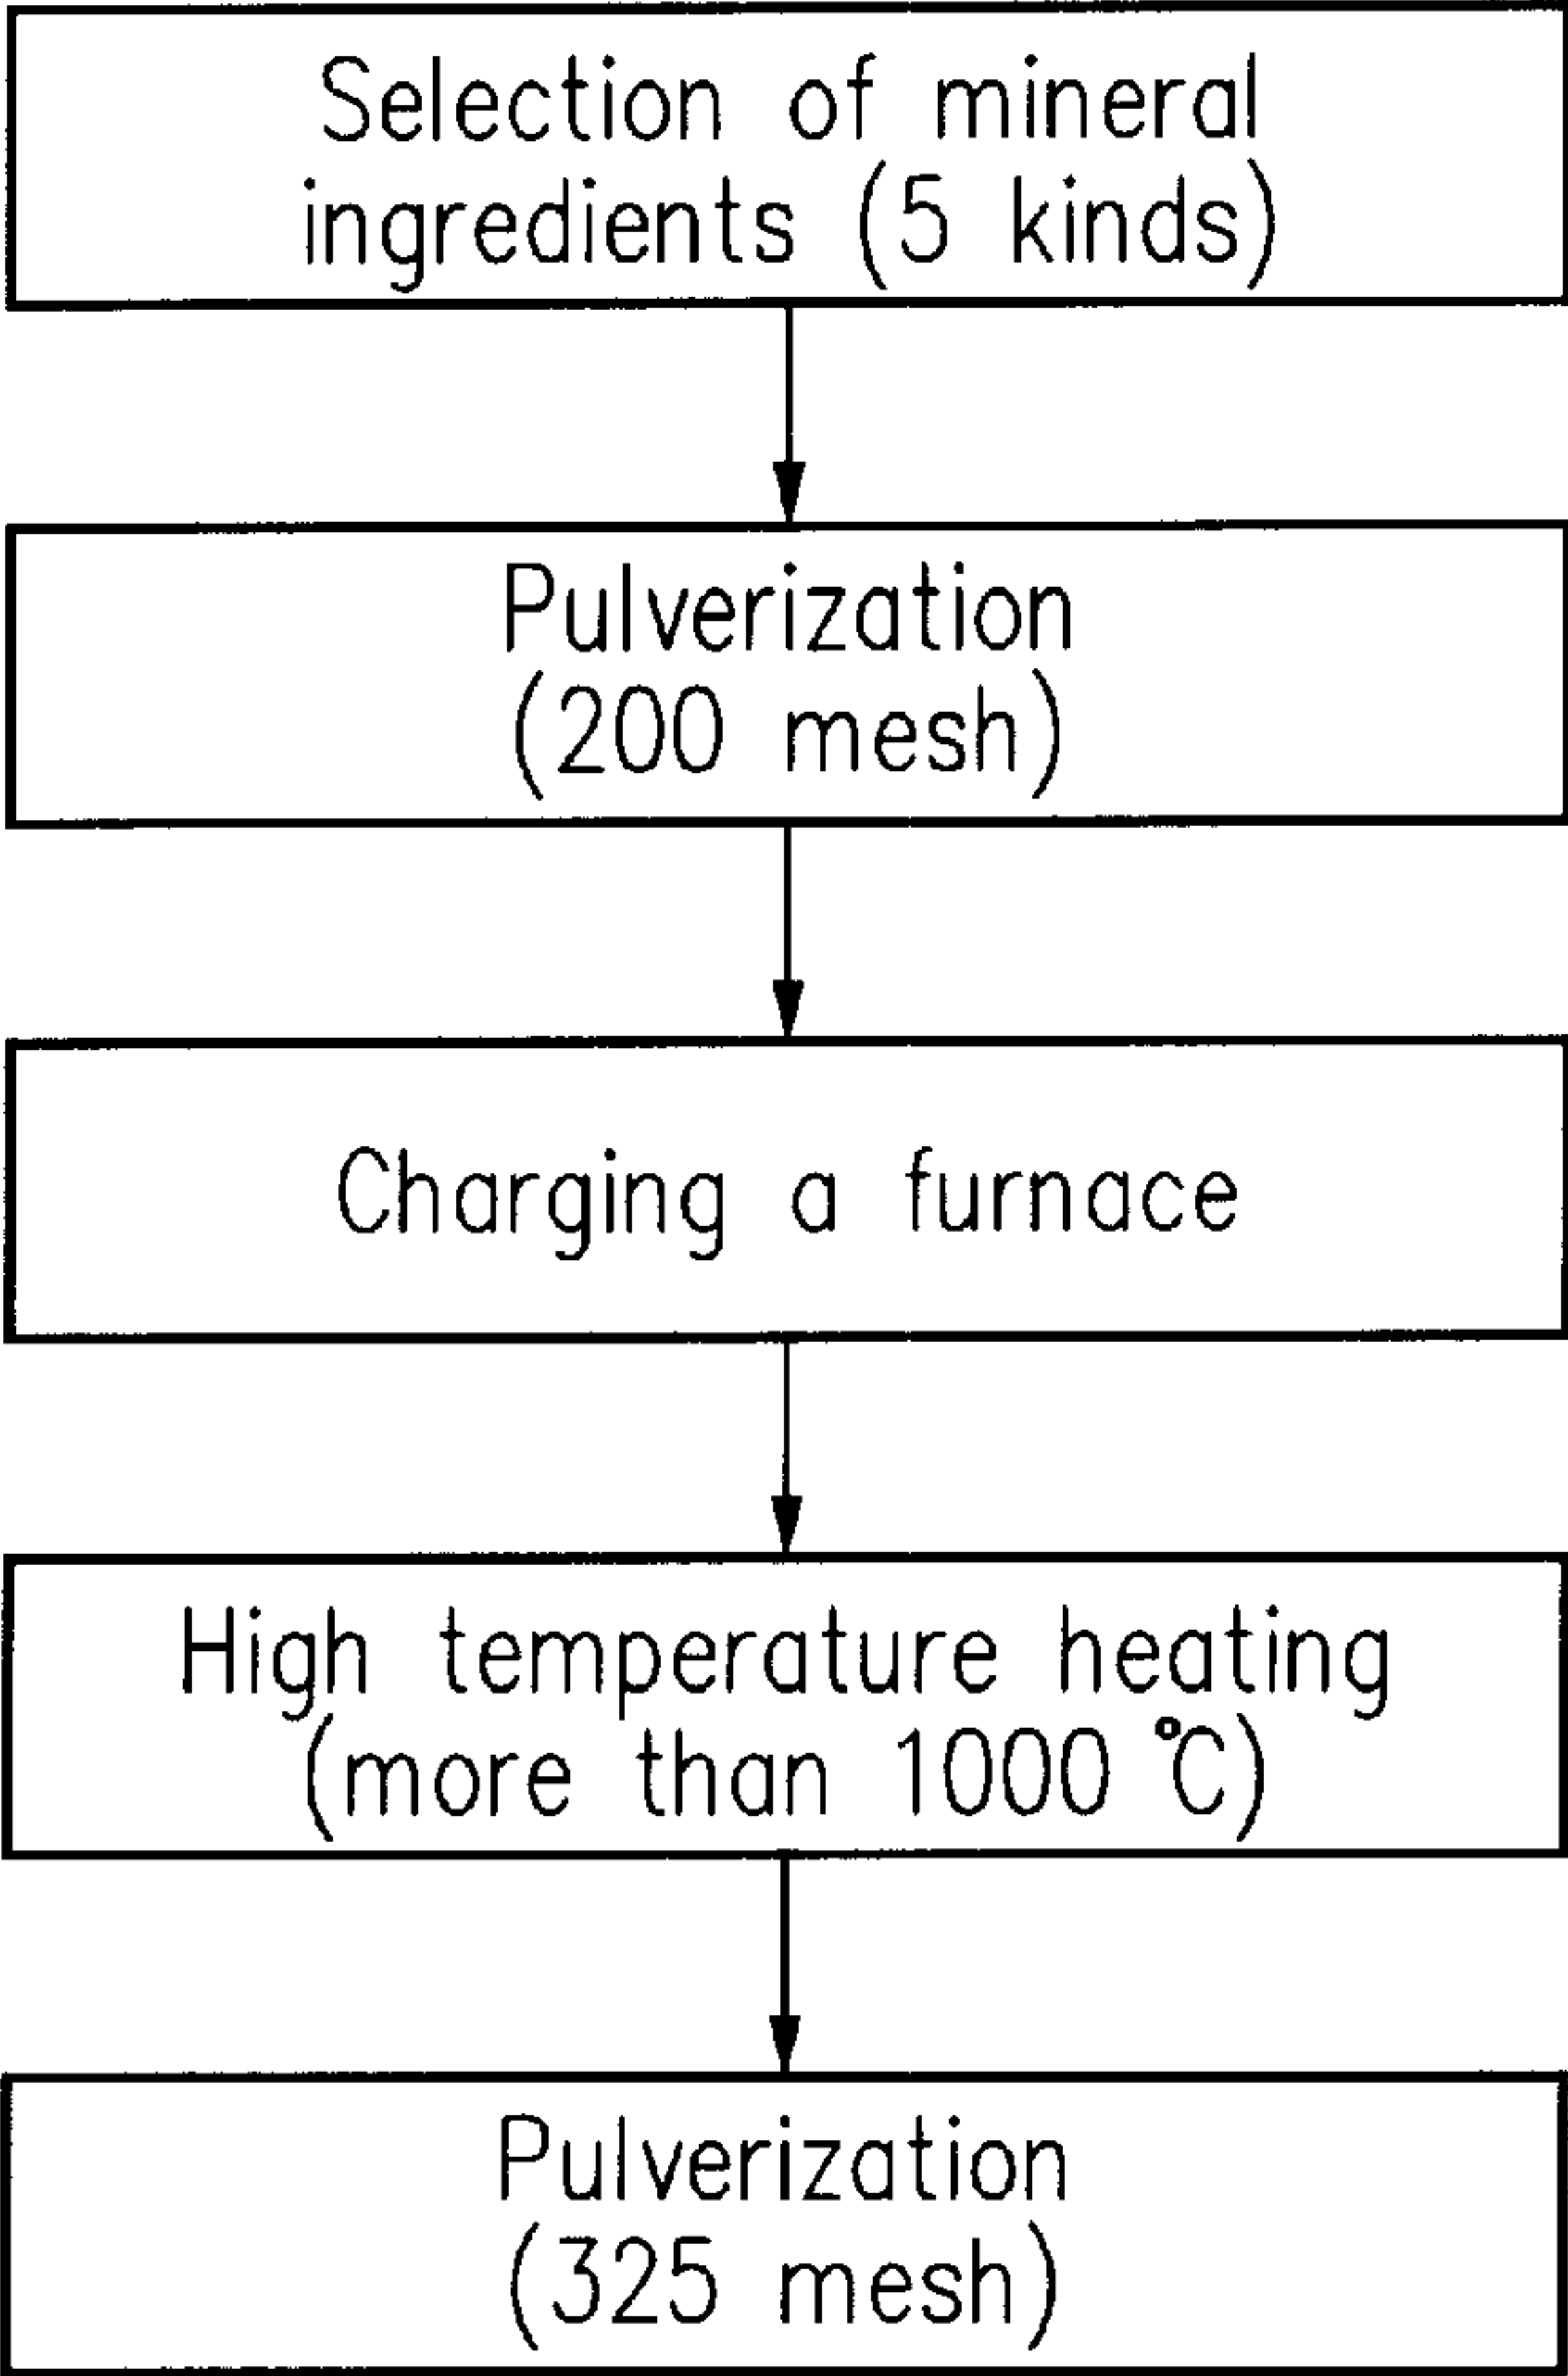 Selection of mineral
ingredients (5 kinds)
Pulverization
(200 mesh)
Charging a furnace
High temperature heating
(more than 1000 ℃)
Pulverization
(325 mesh)